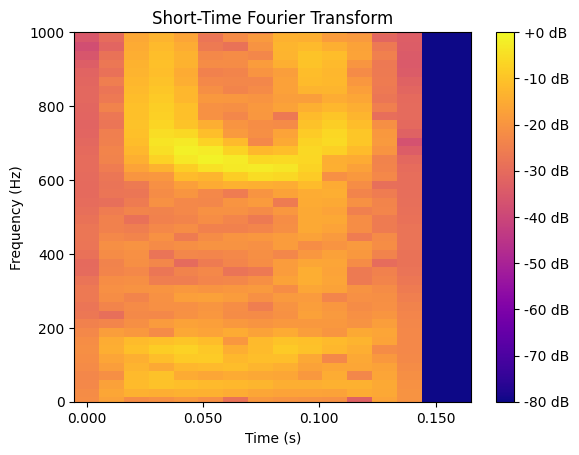 Short-Time Fourier Transform
Frequency (Hz)
1000
800
600
400
200
0
0.000
0.050
0.100
0.150
Time (s)
+0 dB
-10 dB
-20 dB
-30 dB
-40 dB
-50 dB
-60 dB
-70 dB
-80 dB